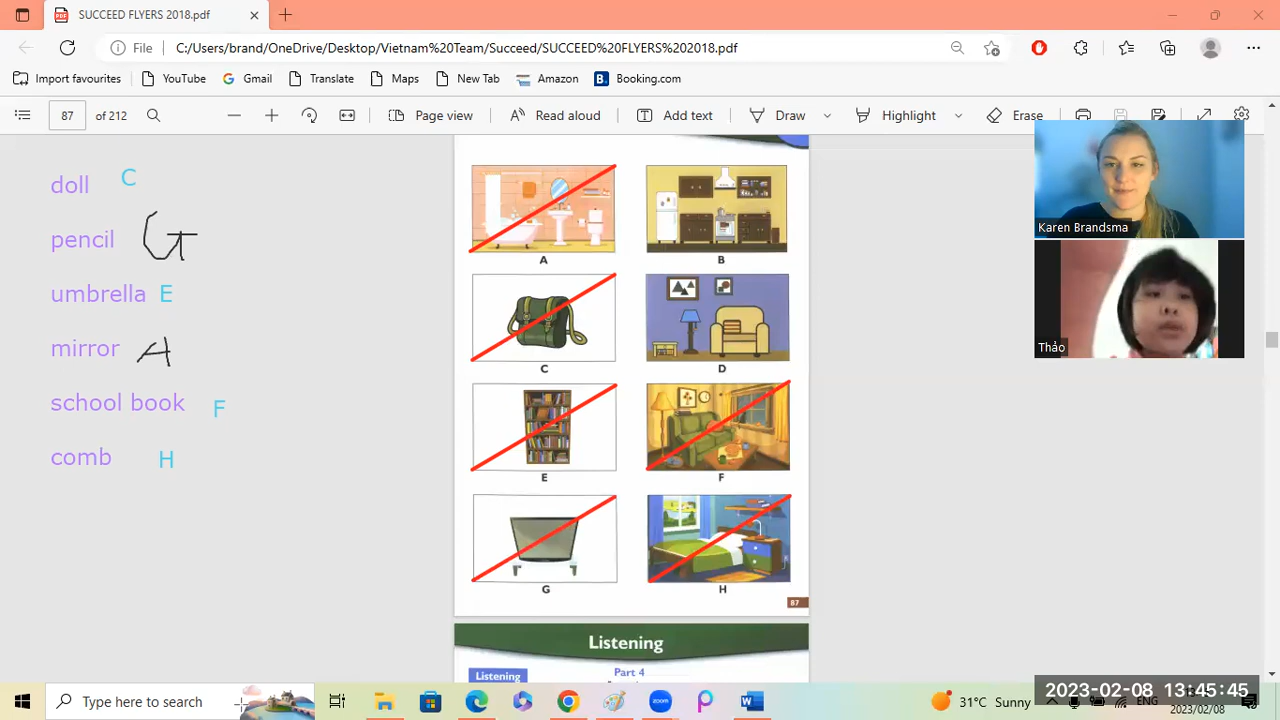 SUCCEED FLYERS 2018.pdf
File C:/Users/brand/OneDrive/Desktop/Vietnam%20Team/Succeed/SUCCEED%20FLYERS%202018.pdf
Import favourites YouTube Gmail Translate Maps New Tab Amazon B Booking.com
87 of 212 Page view Read aloud Add text Draw Highlight Erase
doll C
pencil G
umbrella E
mirror A
school book F
comb H
A B
C D
E F
G H
87
Listening
Listening Part 4
Karen Brandsma
Thảo
Type here to search
31°C Sunny
ENG
2023-02-08 13:45:45
2023/02/08